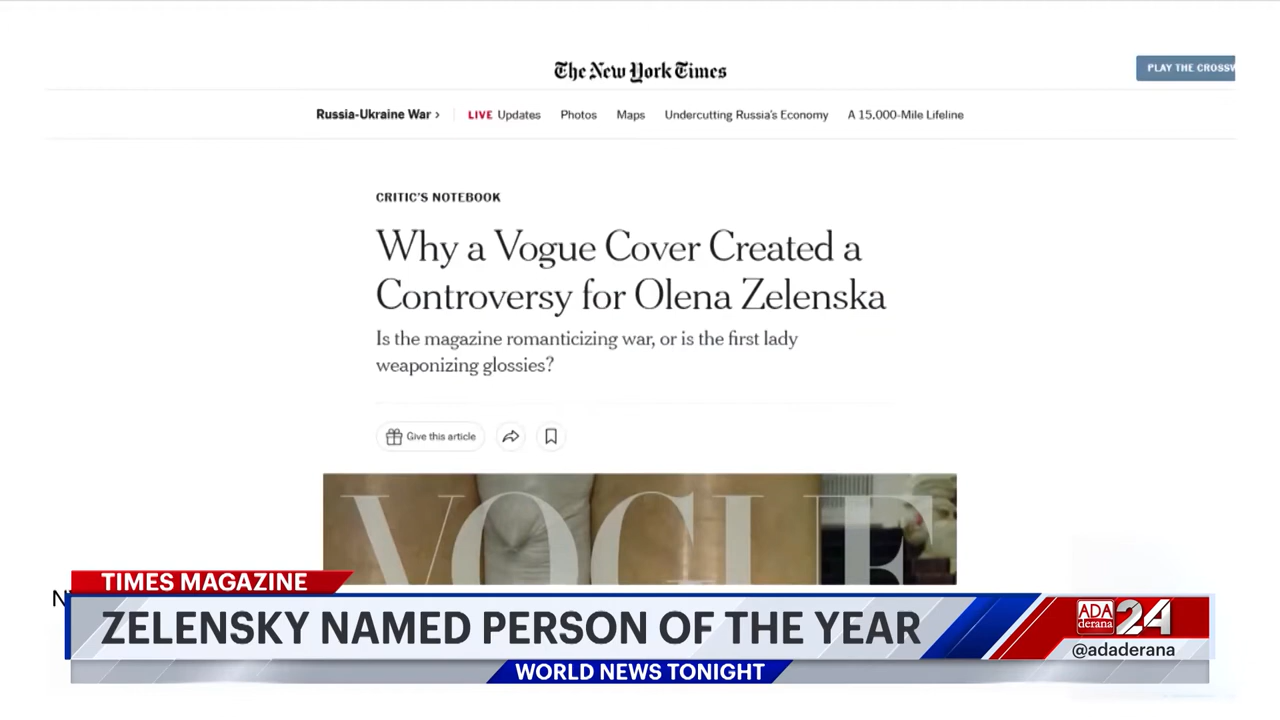 The New York Times
PLAY THE CROSSW
Russia-Ukraine War ›
LIVE Updates Photos Maps Undercutting Russia's Economy A 15,000-Mile Lifeline
CRITIC'S NOTEBOOK
Why a Vogue Cover Created a
Controversy for Olena Zelenska
Is the magazine romanticizing war, or is the first lady
weaponizing glossies?
Give this article
VOGUE
TIMES MAGAZINE
ZELENSKY NAMED PERSON OF THE YEAR
ADA
derana
24
@adaderana
WORLD NEWS TONIGHT